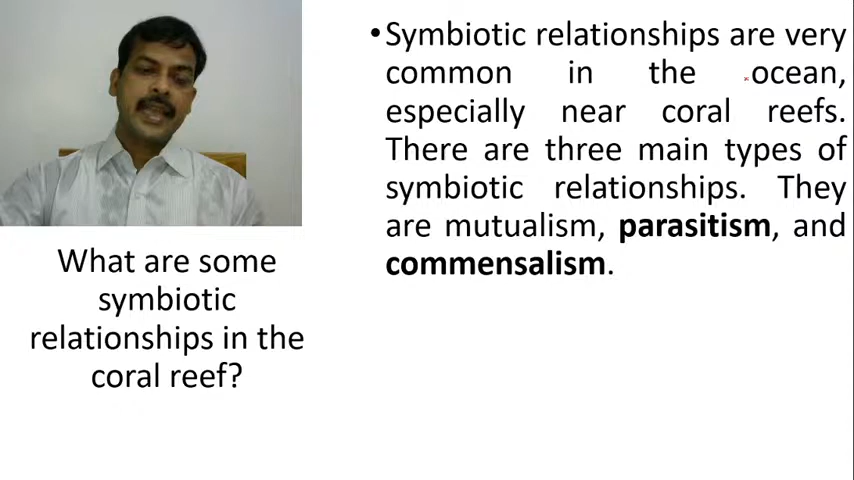 What are some
symbiotic
relationships in the
coral reef?
•Symbiotic relationships are very
common in the ocean,
especially near coral reefs.
There are three main types of
symbiotic relationships. They
are mutualism, parasitism, and
commensalism.